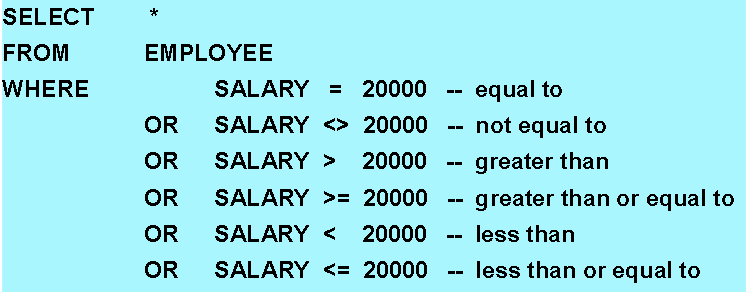 SELECT *
FROM EMPLOYEE
WHERE SALARY = 20000 -- equal to
OR SALARY <> 20000 -- not equal to
OR SALARY > 20000 -- greater than
OR SALARY >= 20000 -- greater than or equal to
OR SALARY < 20000 -- less than
OR SALARY <= 20000 -- less than or equal to